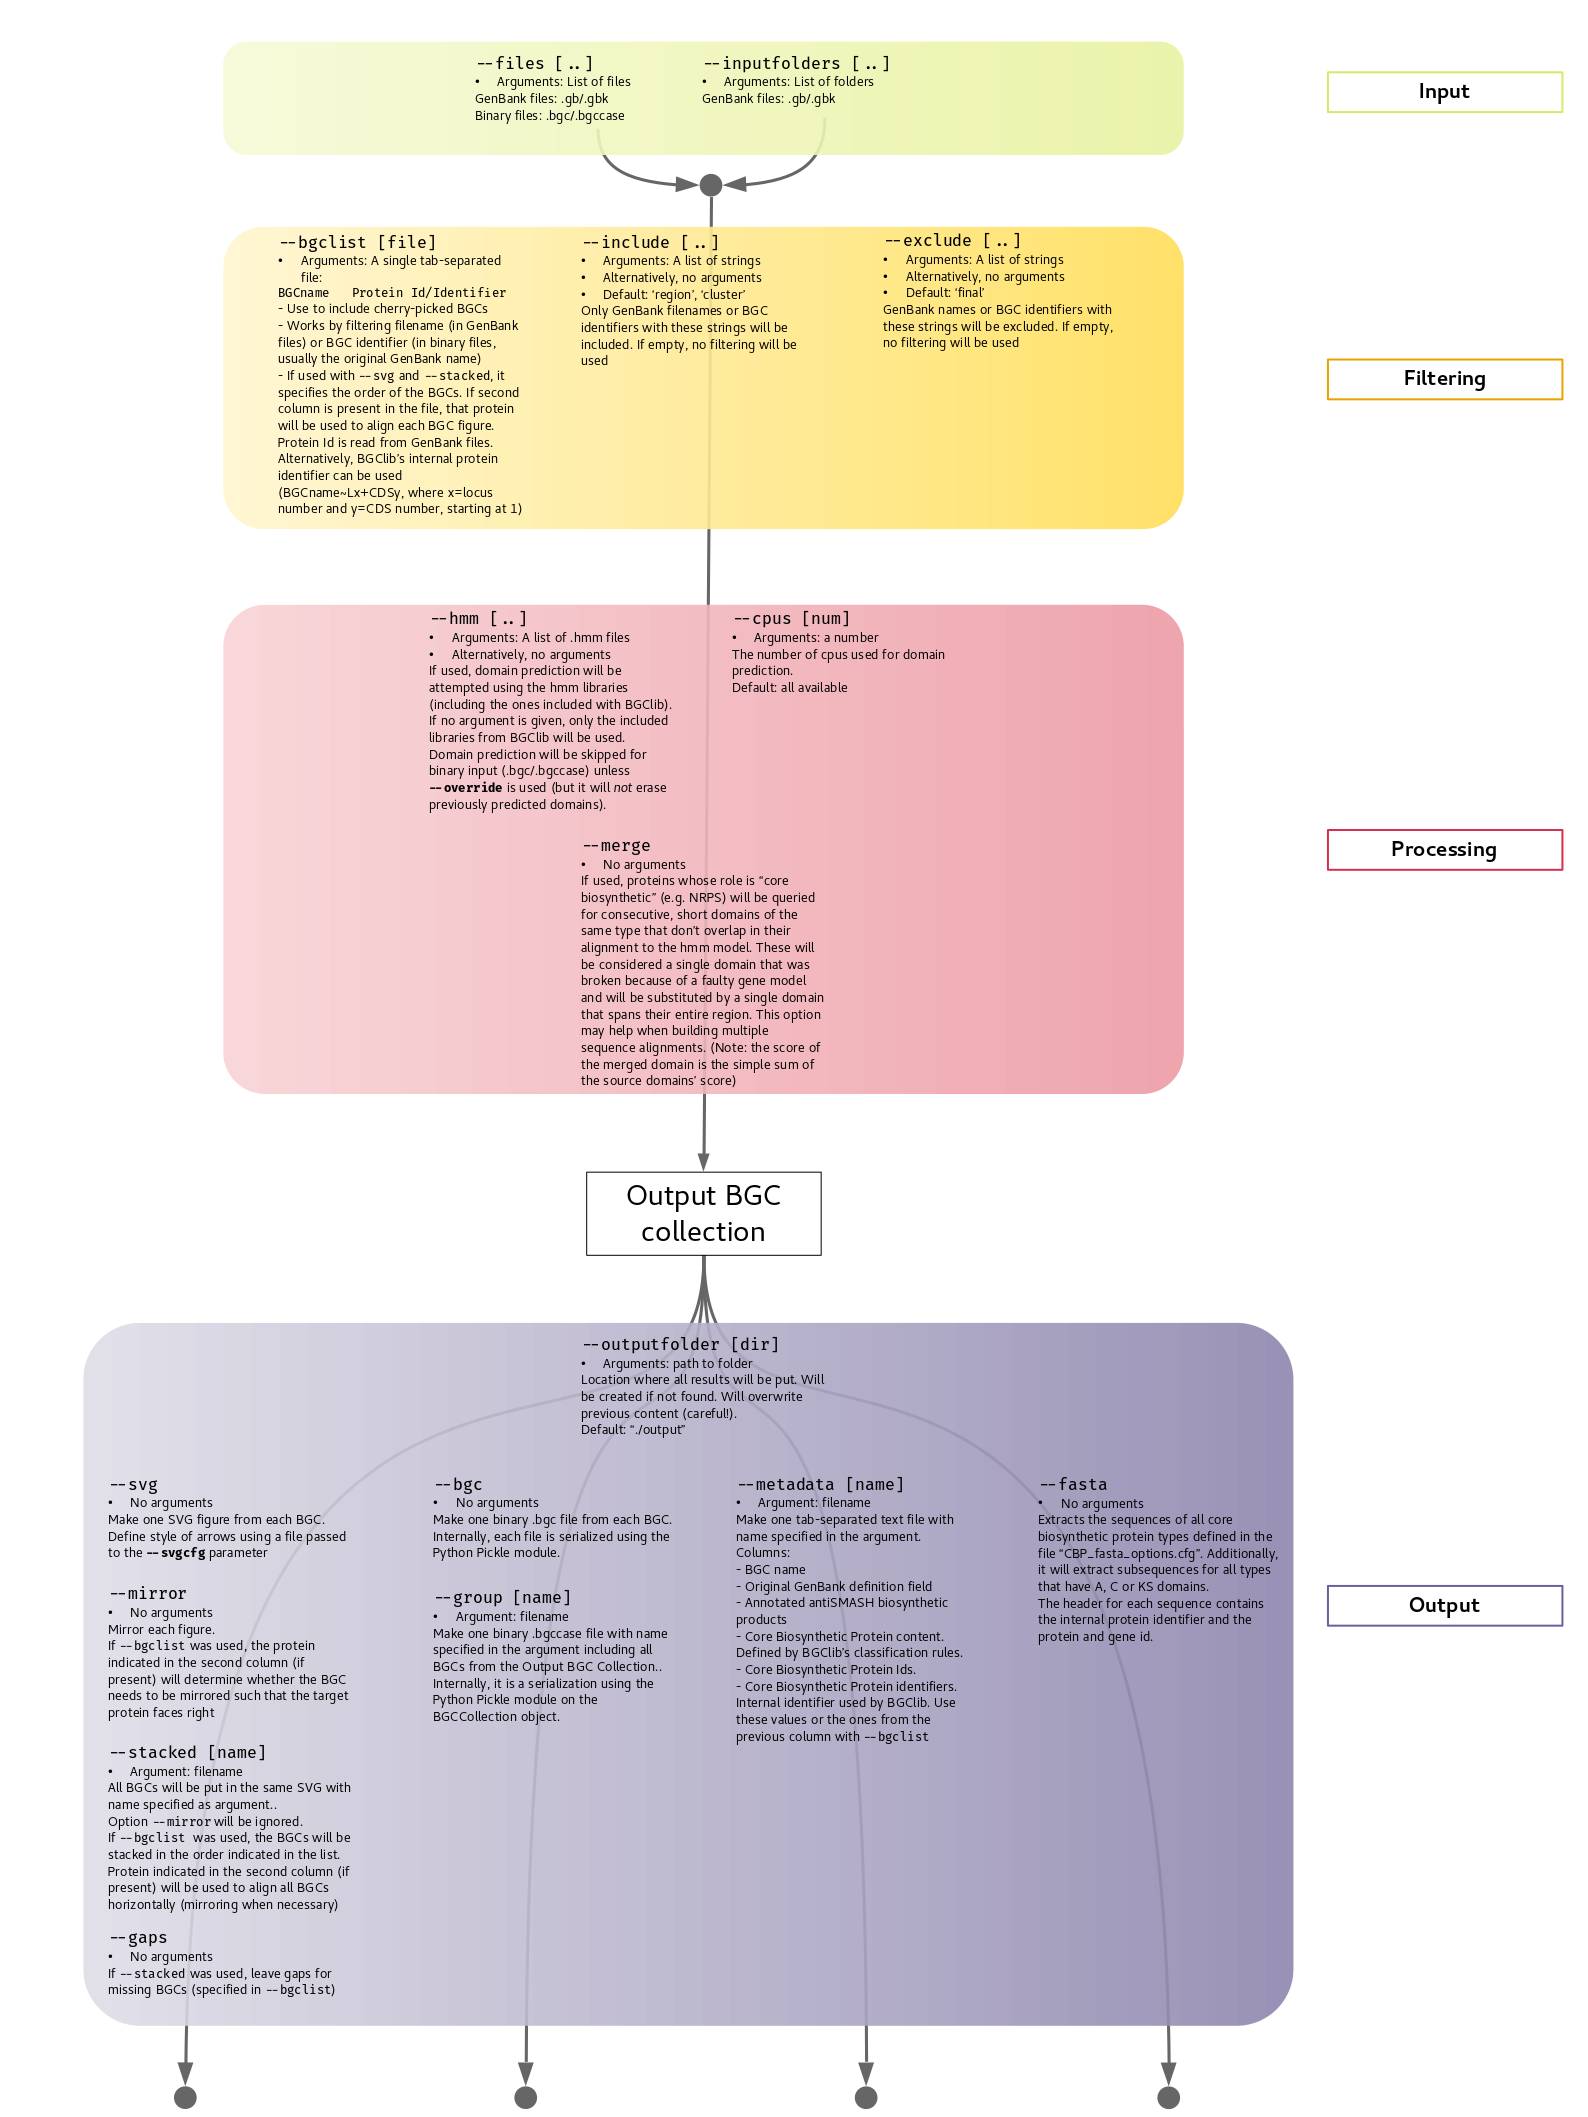 --files [..]
• Arguments: List of files
GenBank files: .gb/.gbk
Binary files: .bgc/.bgccase
--inputfolders [..]
• Arguments: List of folders
GenBank files: .gb/.gbk
Input
--bgclist [file]
• Arguments: A single tab-separated
file:
BGCname Protein Id/Identifier
- Use to include cherry-picked BGCs
- Works by filtering filename (in GenBank
files) or BGC identifier (in binary files,
usually the original GenBank name)
- If used with --svg and --stacked, it
specifies the order of the BGCs. If second
column is present in the file, that protein
will be used to align each BGC figure.
Protein Id is read from GenBank files.
Alternatively, BGClib's internal protein
identifier can be used
(BGCname~Lx+CDSy, where x=locus
number and y=CDS number, starting at 1)
--include [..]
• Arguments: A list of strings
• Alternatively, no arguments
• Default: ‘region’, ‘cluster’
Only GenBank filenames or BGC
identifiers with these strings will be
included. If empty, no filtering will be
used
--exclude [..]
• Arguments: A list of strings
• Alternatively, no arguments
• Default: ‘final’
GenBank names or BGC identifiers with
these strings will be excluded. If empty,
no filtering will be used
Filtering
--hmm [..]
• Arguments: A list of .hmm files
• Alternatively, no arguments
If used, domain prediction will be
attempted using the hmm libraries
(including the ones included with BGClib).
If no argument is given, only the included
libraries from BGClib will be used.
Domain prediction will be skipped for
binary input (.bgc/.bgccase) unless
--override is used (but it will not erase
previously predicted domains).
--cpus [num]
• Arguments: a number
The number of cpus used for domain
prediction.
Default: all available
--merge
• No arguments
If used, proteins whose role is “core
biosynthetic” (e.g. NRPS) will be queried
for consecutive, short domains of the
same type that don't overlap in their
alignment to the hmm model. These will
be considered a single domain that was
broken because of a faulty gene model
and will be substituted by a single domain
that spans their entire region. This option
may help when building multiple
sequence alignments. (Note: the score of
the merged domain is the simple sum of
the source domains’ score)
Processing
Output BGC
collection
--outputfolder [dir]
• Arguments: path to folder
Location where all results will be put. Will
be created if not found. Will overwrite
previous content (careful!).
Default: “./output”
--svg
• No arguments
Make one SVG figure from each BGC.
Define style of arrows using a file passed
to the --svgcfg parameter
--mirror
• No arguments
Mirror each figure.
If --bgclist was used, the protein
indicated in the second column (if
present) will determine whether the BGC
needs to be mirrored such that the target
protein faces right
--stacked [name]
• Argument: filename
All BGCs will be put in the same SVG with
name specified as argument..
Option --mirror will be ignored.
If --bgclist was used, the BGCs will be
stacked in the order indicated in the list.
Protein indicated in the second column (if
present) will be used to align all BGCs
horizontally (mirroring when necessary)
--gaps
• No arguments
If --stacked was used, leave gaps for
missing BGCs (specified in --bgclist)
--bgc
• No arguments
Make one binary .bgc file from each BGC.
Internally, each file is serialized using the
Python Pickle module.
--group [name]
• Argument: filename
Make one binary .bgccase file with name
specified in the argument including all
BGCs from the Output BGC Collection..
Internally, it is a serialization using the
Python Pickle module on the
BGCCollection object.
--metadata [name]
• Argument: filename
Make one tab-separated text file with
name specified in the argument.
Columns:
- BGC name
- Original GenBank definition field
- Annotated antiSMASH biosynthetic
products
- Core Biosynthetic Protein content.
Defined by BGClib's classification rules.
- Core Biosynthetic Protein Ids.
- Core Biosynthetic Protein identifiers.
Internal identifier used by BGClib. Use
these values or the ones from the
previous column with --bgclist
--fasta
• No arguments
Extracts the sequences of all core
biosynthetic protein types defined in the
file “CBP_fasta_options.cfg”. Additionally,
it will extract subsequences for all types
that have A, C or KS domains.
The header for each sequence contains
the internal protein identifier and the
protein and gene id.
Output